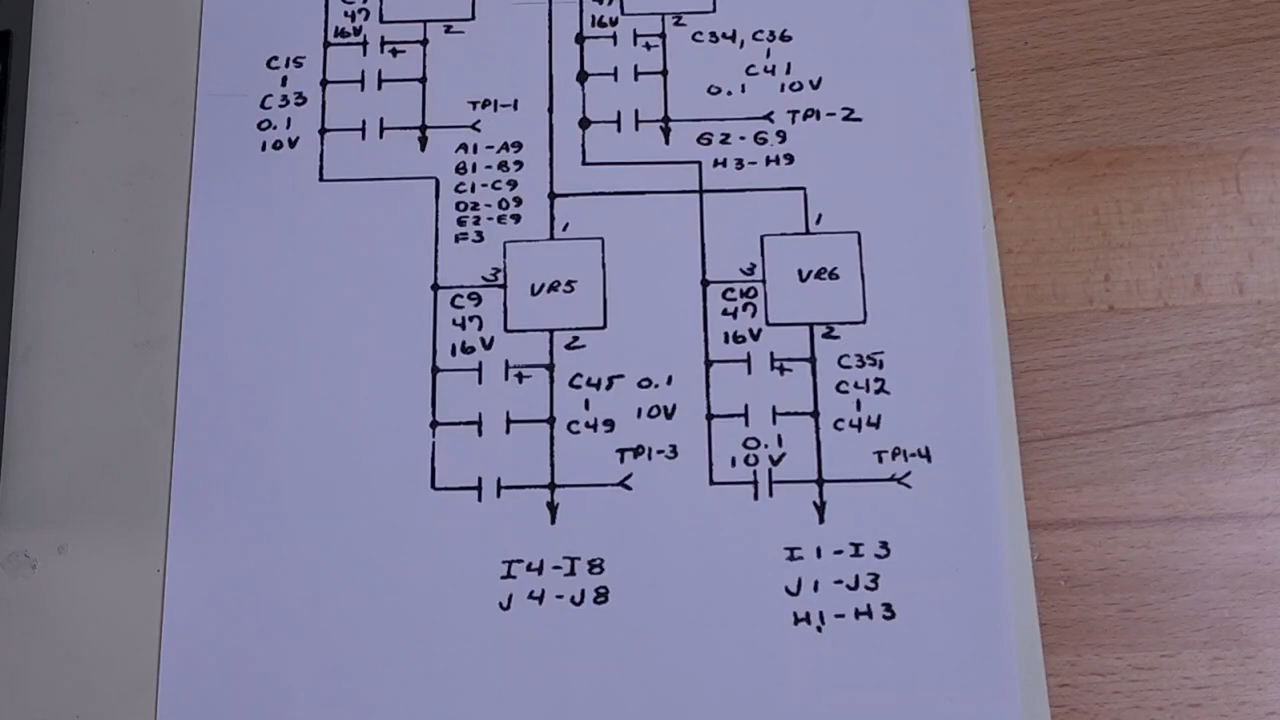 47
16V
2
C15
C33
0.1
10V
TP1-1
A1-A9
B1-B9
C1-C9
D2-D9
E2-E9
F3
47
16V
2
C34, C36
C41
0.1 10V
TP1-2
G2-G9
H3-H9
1
3
VR5
C9
47
16V
2
C45 0.1
C49 10V
TP1-3
I4-I8
J4-J8
1
3
VR6
C10
47
16V
2
C35,
C42
C44
0.1
10V
TP1-4
I1-I3
J1-J3
H1-H3